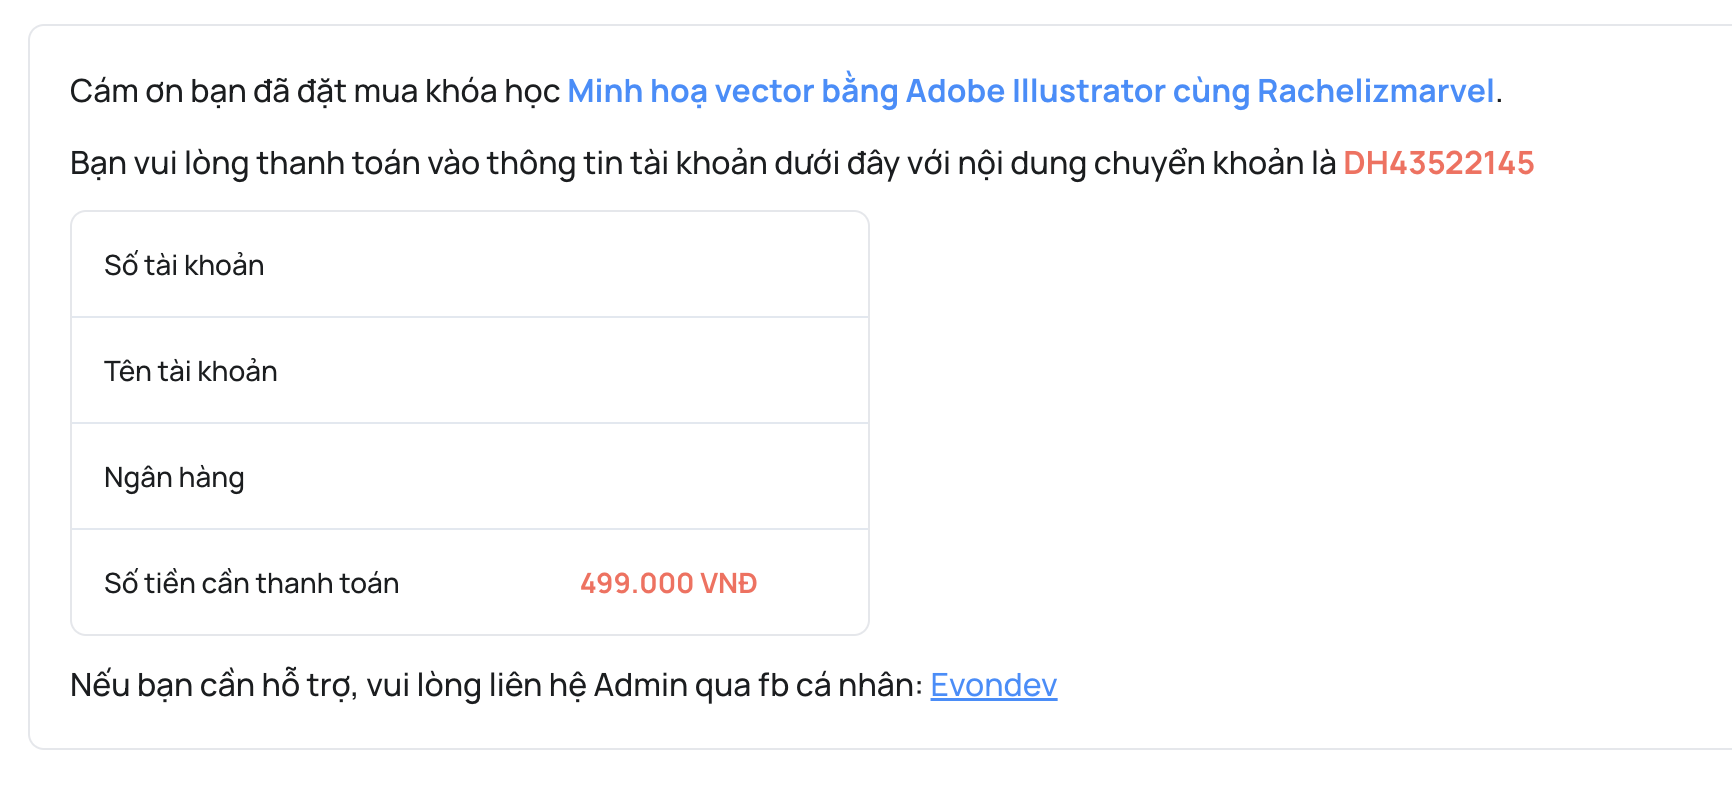 Cám ơn bạn đã đặt mua khóa học Minh hoạ vector bằng Adobe Illustrator cùng Rachelizmarvel.
Bạn vui lòng thanh toán vào thông tin tài khoản dưới đây với nội dung chuyển khoản là DH43522145
Số tài khoản
Tên tài khoản
Ngân hàng
Số tiền cần thanh toán 499.000 VNĐ
Nếu bạn cần hỗ trợ, vui lòng liên hệ Admin qua fb cá nhân: Evondev